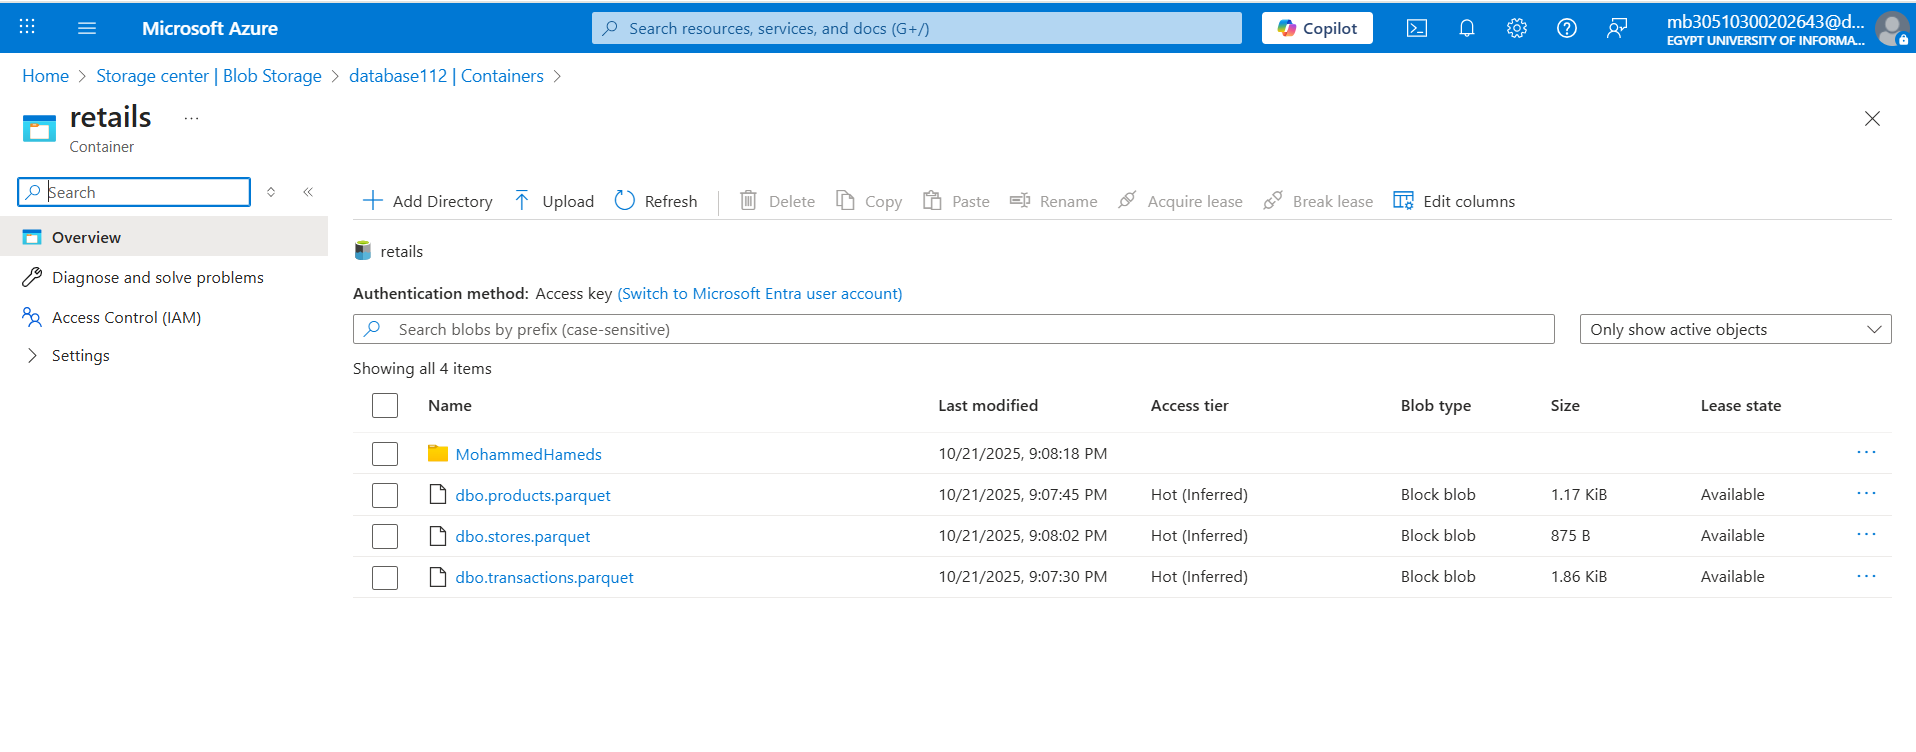 Microsoft Azure
Search resources, services, and docs (G+/)
Copilot
mb30510300202643@d...
EGYPT UNIVERSITY OF INFORMA...
Home > Storage center | Blob Storage > database112 | Containers >
retails ...
Container
Search
Overview
Diagnose and solve problems
Access Control (IAM)
Settings
Add Directory Upload Refresh Delete Copy Paste Rename Acquire lease Break lease Edit columns
retails
Authentication method: Access key (Switch to Microsoft Entra user account)
Search blobs by prefix (case-sensitive)
Only show active objects
Showing all 4 items
Name Last modified Access tier Blob type Size Lease state
MohammedHameds 10/21/2025, 9:08:18 PM ...
dbo.products.parquet 10/21/2025, 9:07:45 PM Hot (Inferred) Block blob 1.17 KiB Available ...
dbo.stores.parquet 10/21/2025, 9:08:02 PM Hot (Inferred) Block blob 875 B Available ...
dbo.transactions.parquet 10/21/2025, 9:07:30 PM Hot (Inferred) Block blob 1.86 KiB Available ...